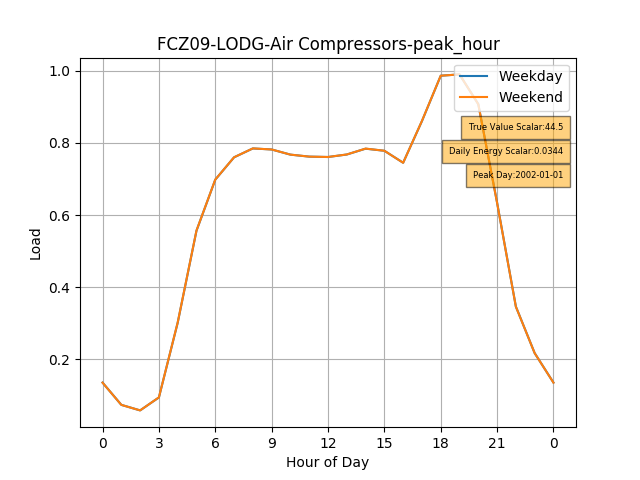 FCZ09-LODG-Air Compressors-peak_hour
1.0
0.8
0.6
0.4
0.2
Load
Weekday
Weekend
True Value Scalar:44.5
Daily Energy Scalar:0.0344
Peak Day:2002-01-01
0 3 6 9 12 15 18 21 0
Hour of Day